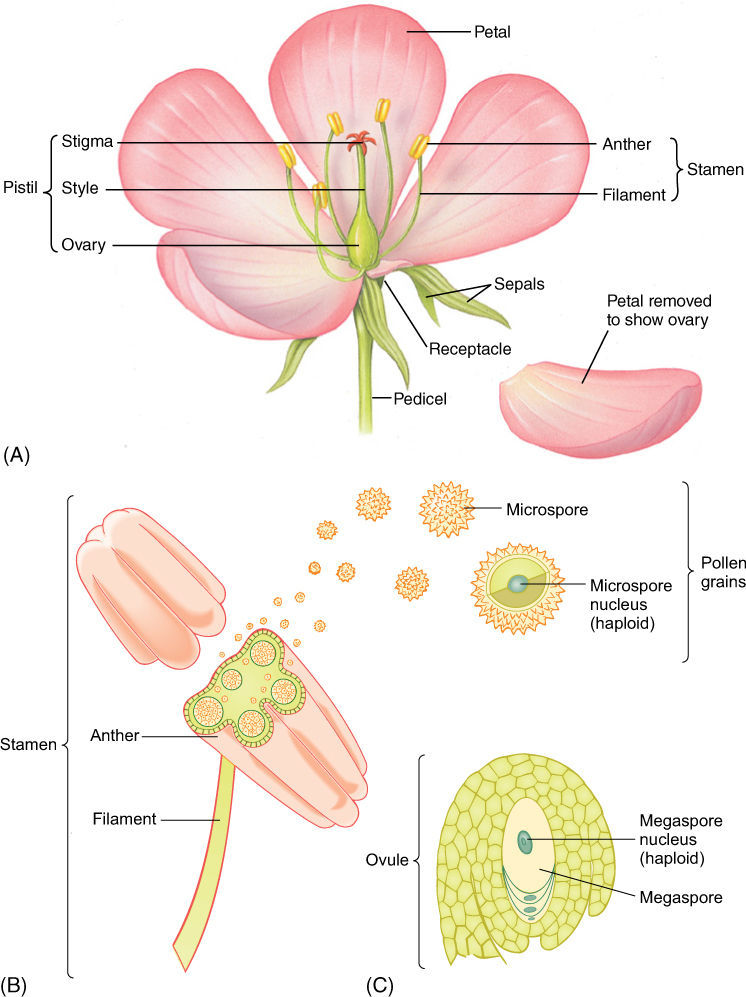 Petal
Stigma
Anther
Pistil
Style
Stamen
Filament
Ovary
Sepals
Petal removed
to show ovary
Receptacle
Pedicel
(A)
Microspore
Pollen
grains
Microspore
nucleus
(haploid)
Anther
Stamen
Filament
Megaspore
nucleus
(haploid)
Ovule
Megaspore
(B)
(C)